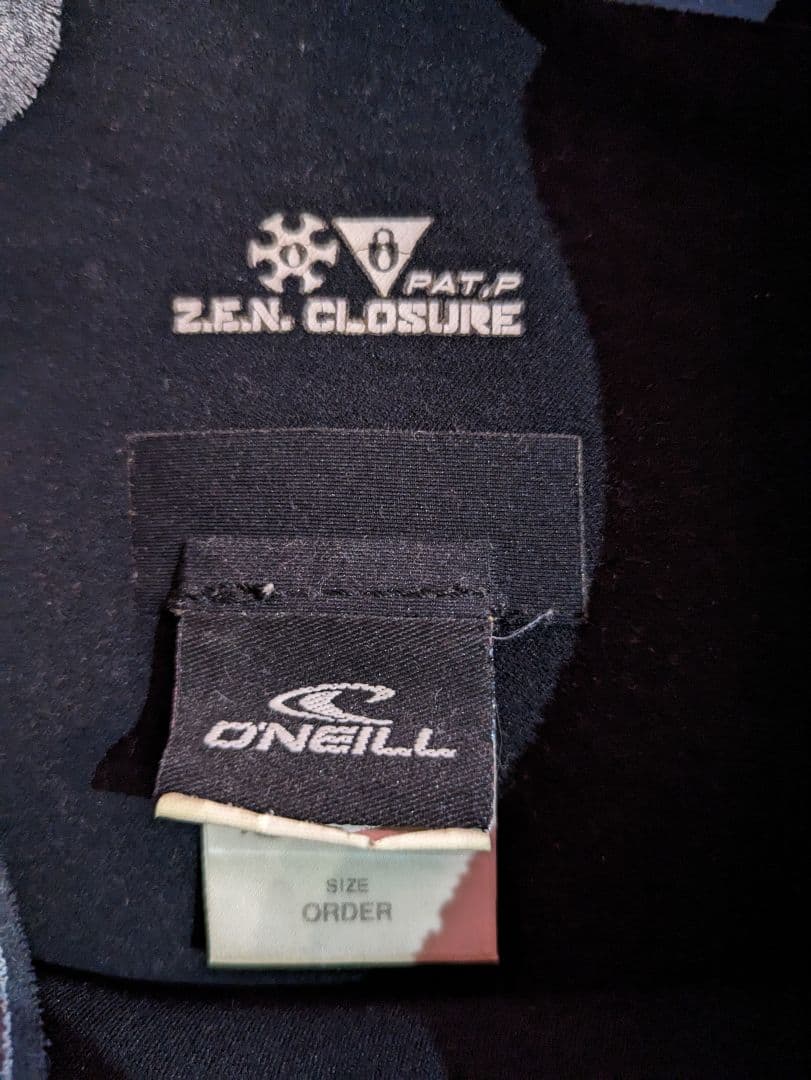 PAT.P
Z.E.N. CLOSURE
O'NEILL
SIZE
ORDER